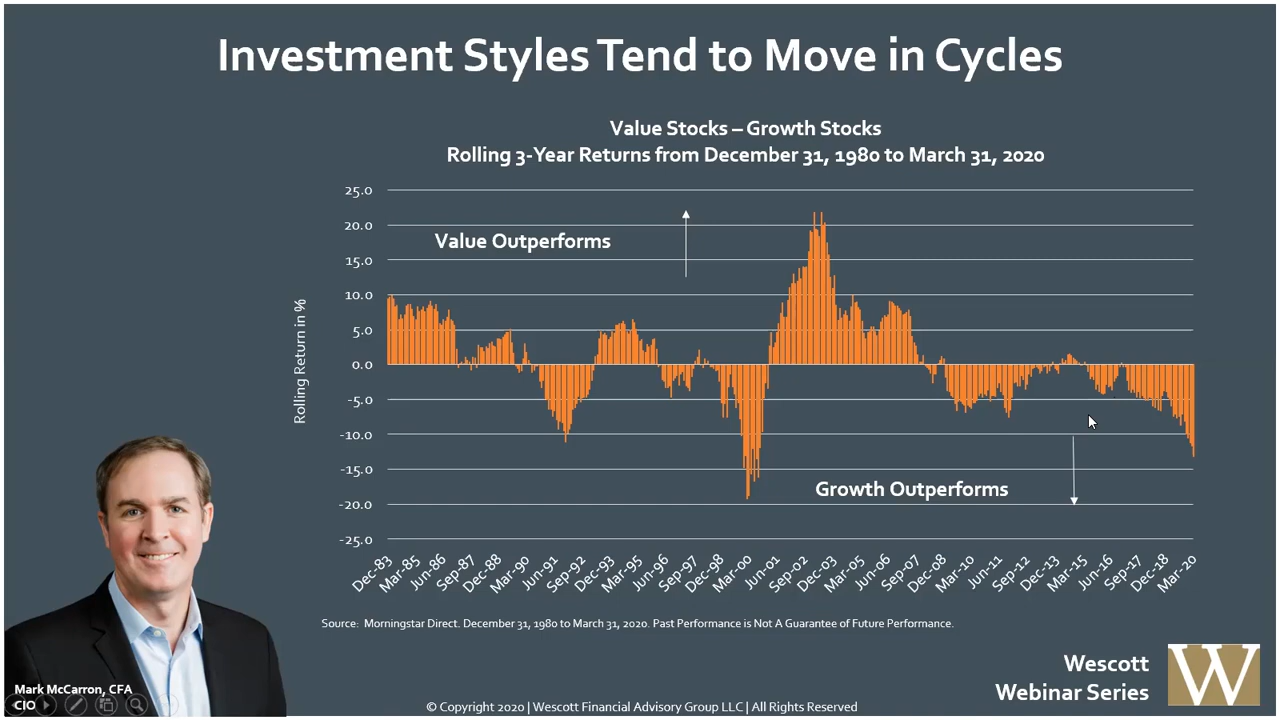 Investment Styles Tend to Move in Cycles
Value Stocks – Growth Stocks
Rolling 3-Year Returns from December 31, 1980 to March 31, 2020
25.0
20.0
15.0
10.0
5.0
0.0
-5.0
-10.0
-15.0
-20.0
-25.0
Rolling Return in %
Value Outperforms
Growth Outperforms
Dec-83
Mar-85
Jun-86
Sep-87
Dec-88
Mar-90
Jun-91
Sep-92
Dec-93
Mar-95
Jun-96
Sep-97
Dec-98
Mar-00
Jun-01
Sep-02
Dec-03
Mar-05
Jun-06
Sep-07
Dec-08
Mar-10
Jun-11
Sep-12
Dec-13
Mar-15
Jun-16
Sep-17
Dec-18
Mar-20
Source: Morningstar Direct. December 31, 1980 to March 31, 2020. Past Performance is Not A Guarantee of Future Performance.
Mark McCarron, CFA
CIO
Wescott
Webinar Series
W
© Copyright 2020 | Wescott Financial Advisory Group LLC | All Rights Reserved